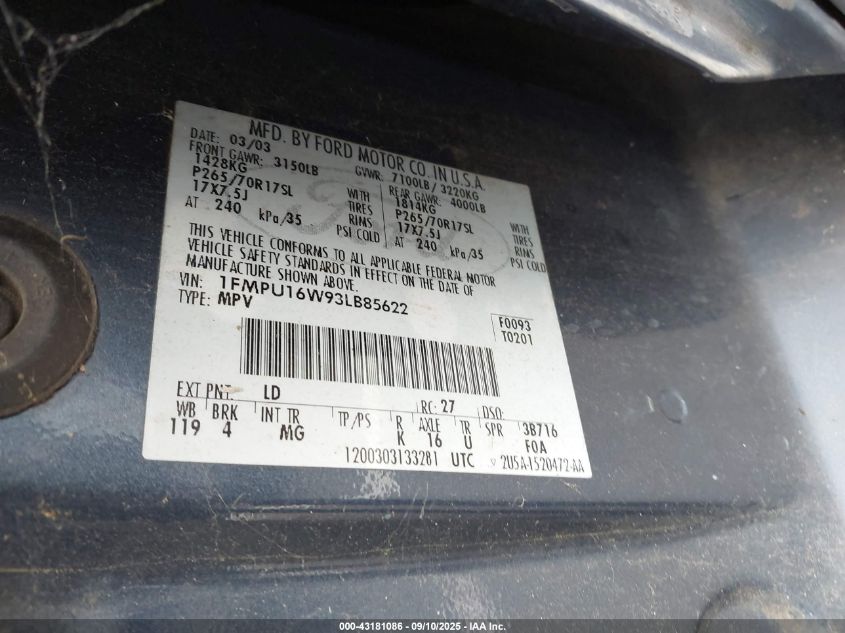 MFD. BY FORD MOTOR CO. IN U.S.A.
DATE: 03/03 GVWR: 7100LB / 3220KG
FRONT GAWR: 3150LB REAR GAWR: 4000LB
1428KG 1814KG
P265/70R17SL WITH TIRES P265/70R17SL WITH TIRES
17X7.5J RIMS 17X7.5J RIMS
AT 240 kPa/35 PSI COLD AT 240 kPa/35 PSI COLD
THIS VEHICLE CONFORMS TO ALL APPLICABLE FEDERAL MOTOR
VEHICLE SAFETY STANDARDS IN EFFECT ON THE DATE OF
MANUFACTURE SHOWN ABOVE.
VIN: 1FMPU16W93LB85622
TYPE: MPV
F0093
T0201
EXT PNT: LD RC: 27 DSO:
WB BRK INT TR TP/PS R AXLE TR SPR 3B716
119 4 MG K 16 U F0A
1200303133281 UTC 2U5A-1520472-AA
000-43181086 - 09/10/2025 - IAA Inc.